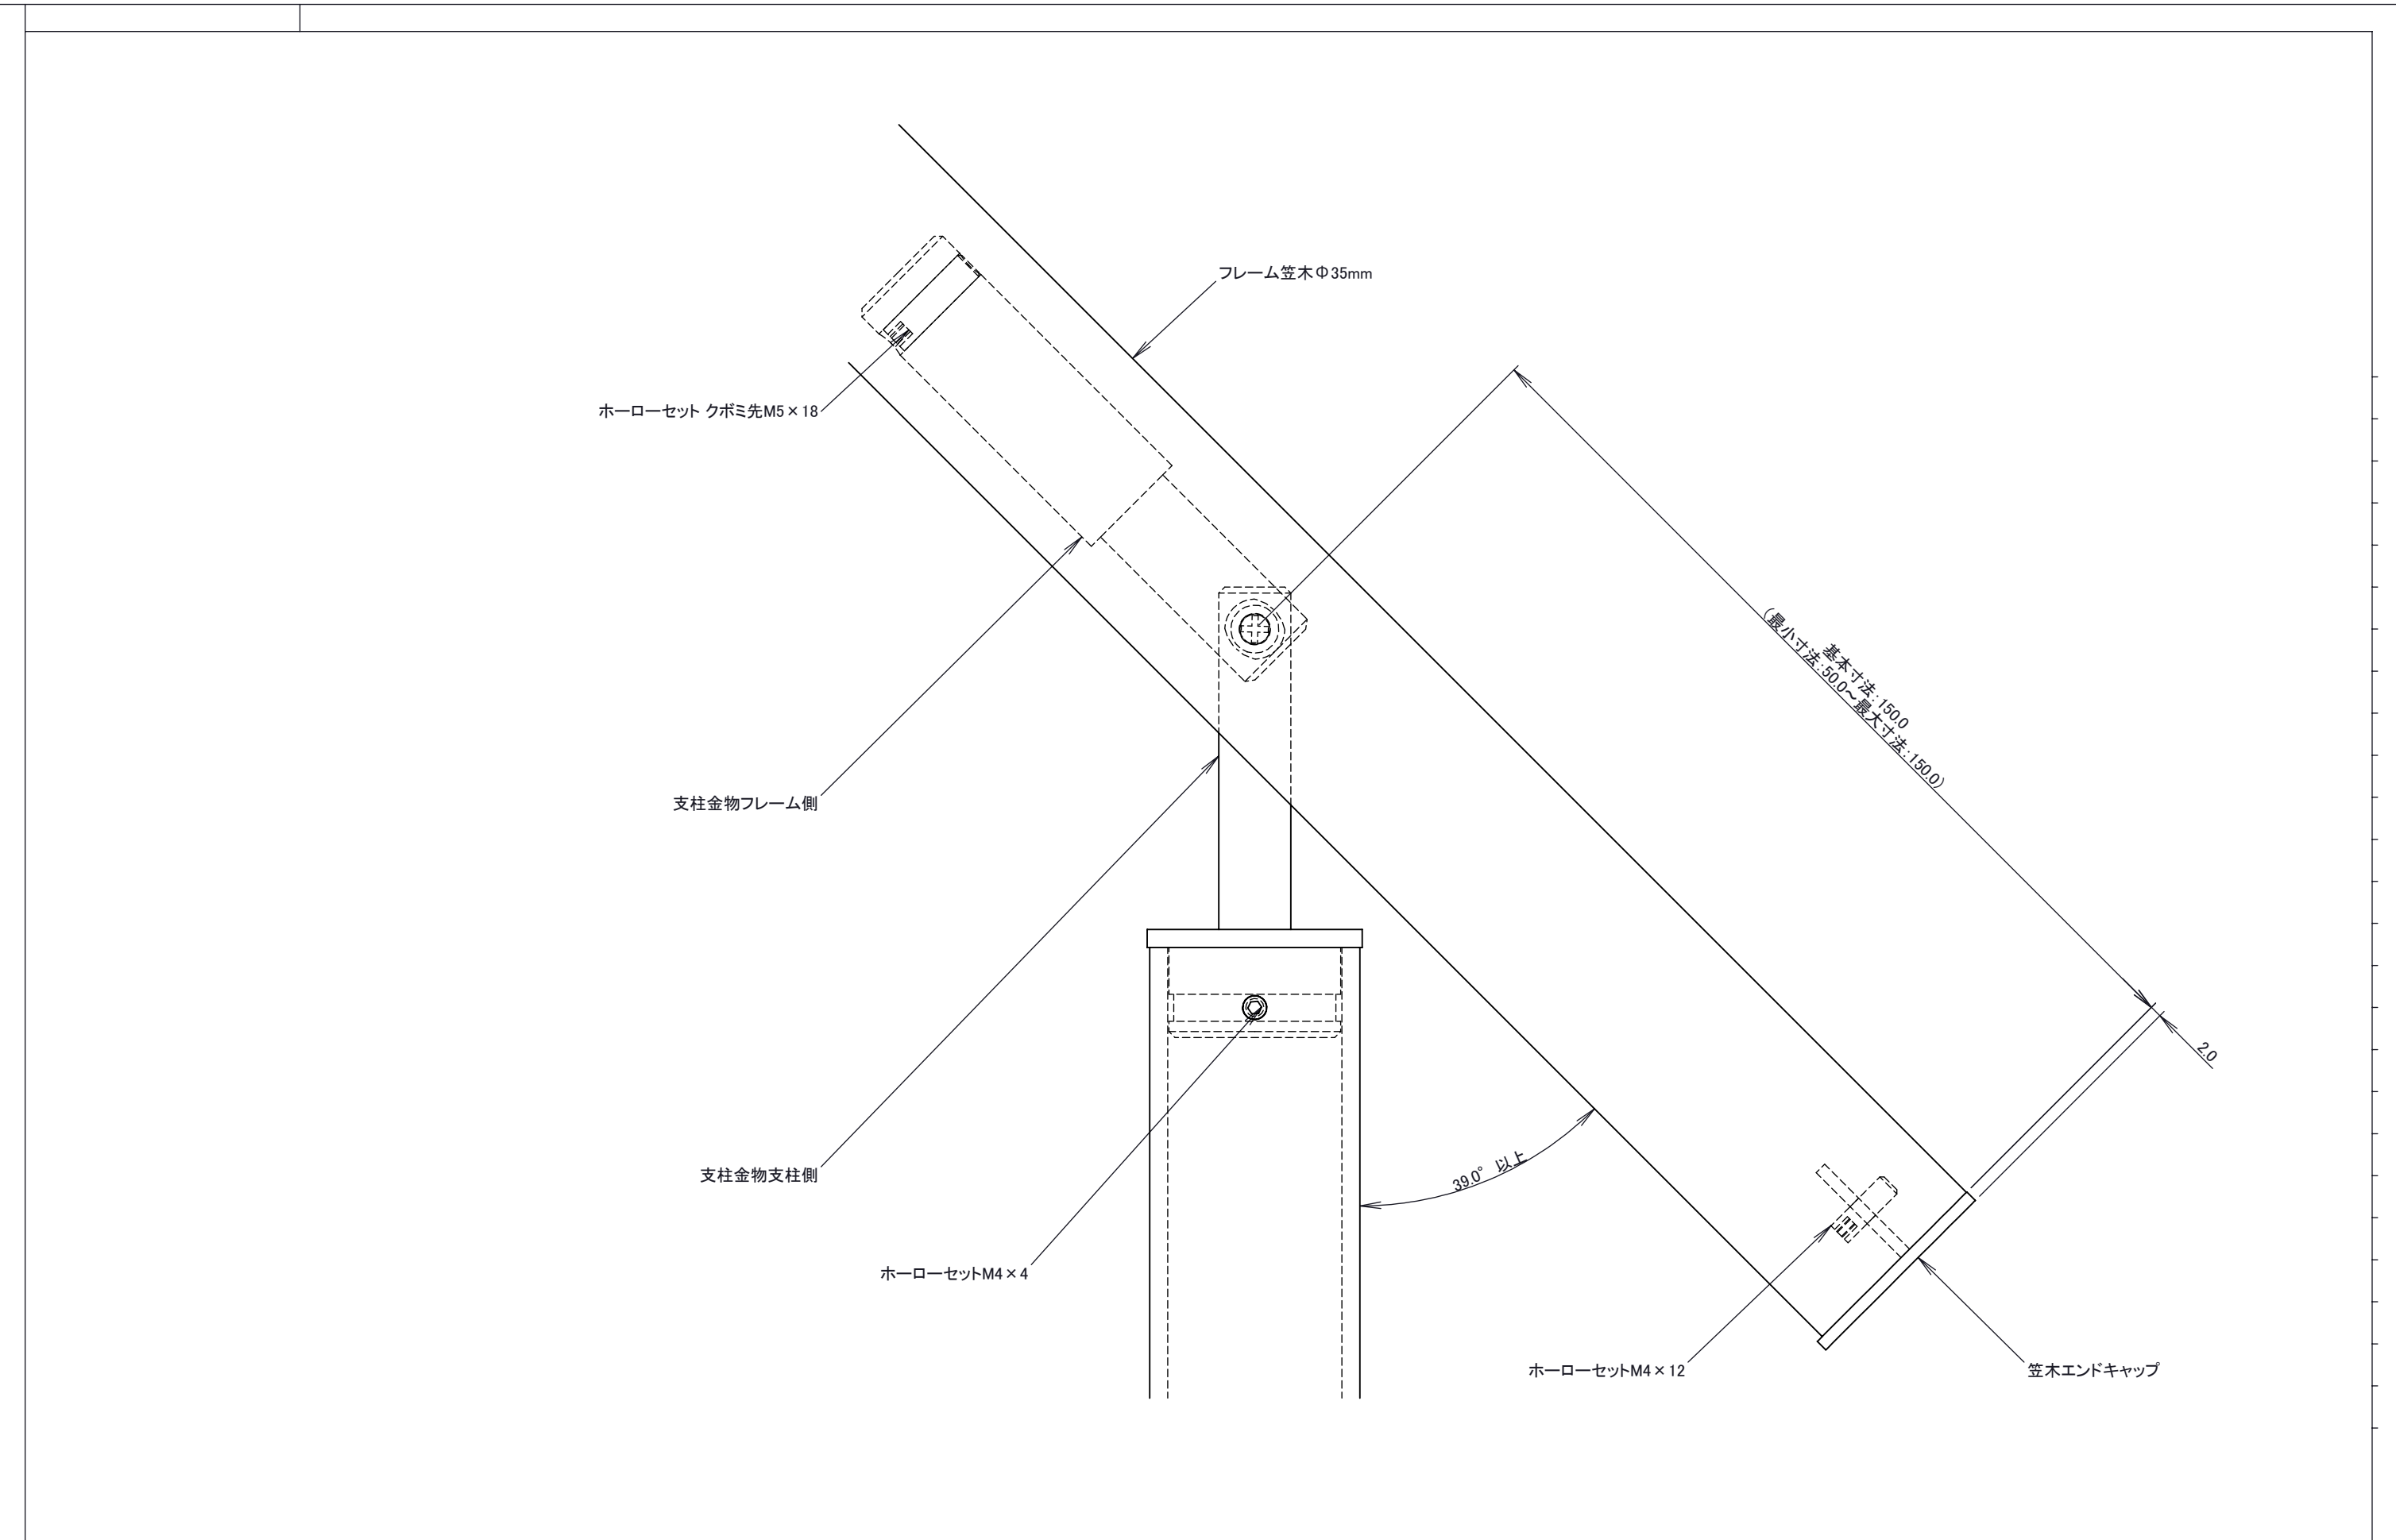 フレーム笠木Φ35mm
ホーローセット クボミ先M5×18
基本寸法:150.0
(最小寸法:50.0～最大寸法:150.0)
支柱金物フレーム側
2.0
支柱金物支柱側
39.0° 以上
ホーローセットM4×4
ホーローセットM4×12
笠木エンドキャップ